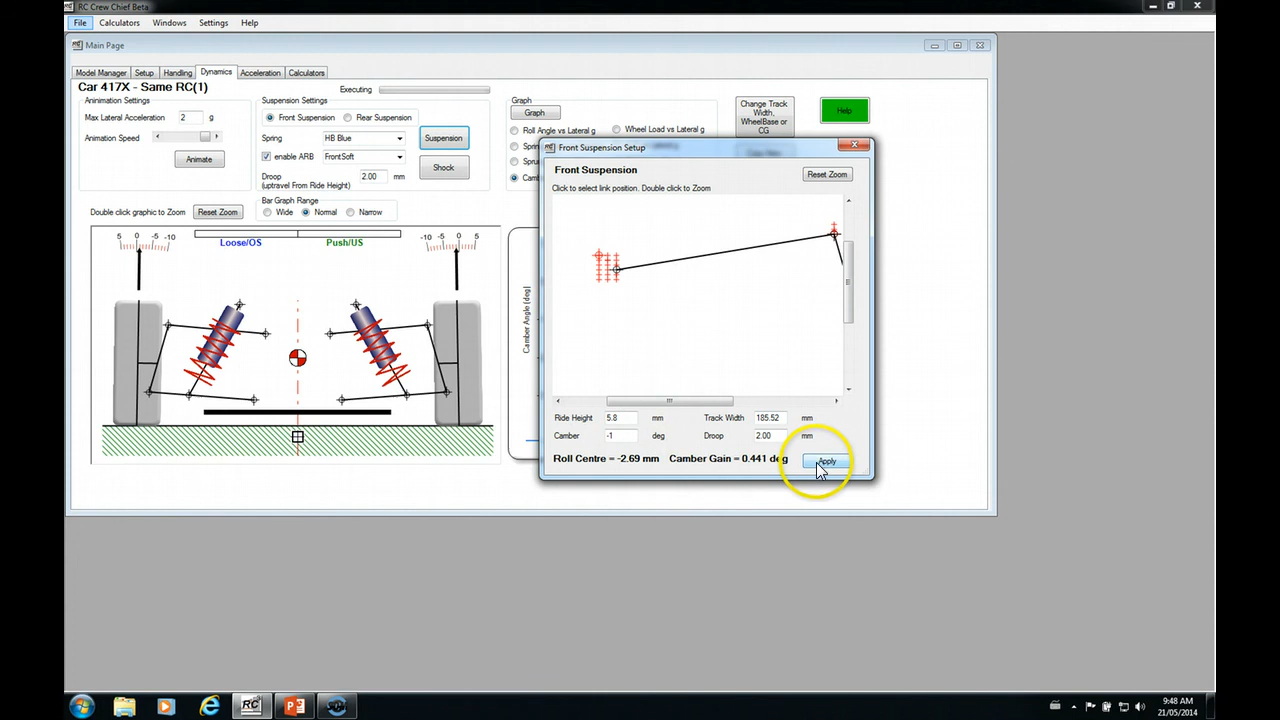 RC Crew Chief Beta
File Calculators Windows Settings Help
Main Page
Model Manager Setup Handling Dynamics Acceleration Calculators
Car 417X - Same RC(1)
Executing
Aninimation Settings
Max Lateral Acceleration 2 g
Animation Speed
Animate
Suspension Settings
Front Suspension Rear Suspension
Spring HB Blue Suspension
enable ARB FrontSoft
Shock
Droop 2.00 mm
(uptravel From Ride Height)
Graph
Graph
Roll Angle vs Lateral g Wheel Load vs Lateral g
Change Track
Width,
WheelBase or
CG
Help
Double click graphic to Zoom Reset Zoom
Bar Graph Range
Wide Normal Narrow
Loose/OS Push/US
5 0 -5 -10
-10 -5 0 5
Camber Angle (deg)
Front Suspension Setup
Front Suspension
Reset Zoom
Click to select link position. Double click to Zoom
Ride Height 5.8 mm Track Width 185.52 mm
Camber -1 deg Droop 2.00 mm
Roll Centre = -2.69 mm Camber Gain = 0.441 deg
Apply
9:48 AM
21/05/2014